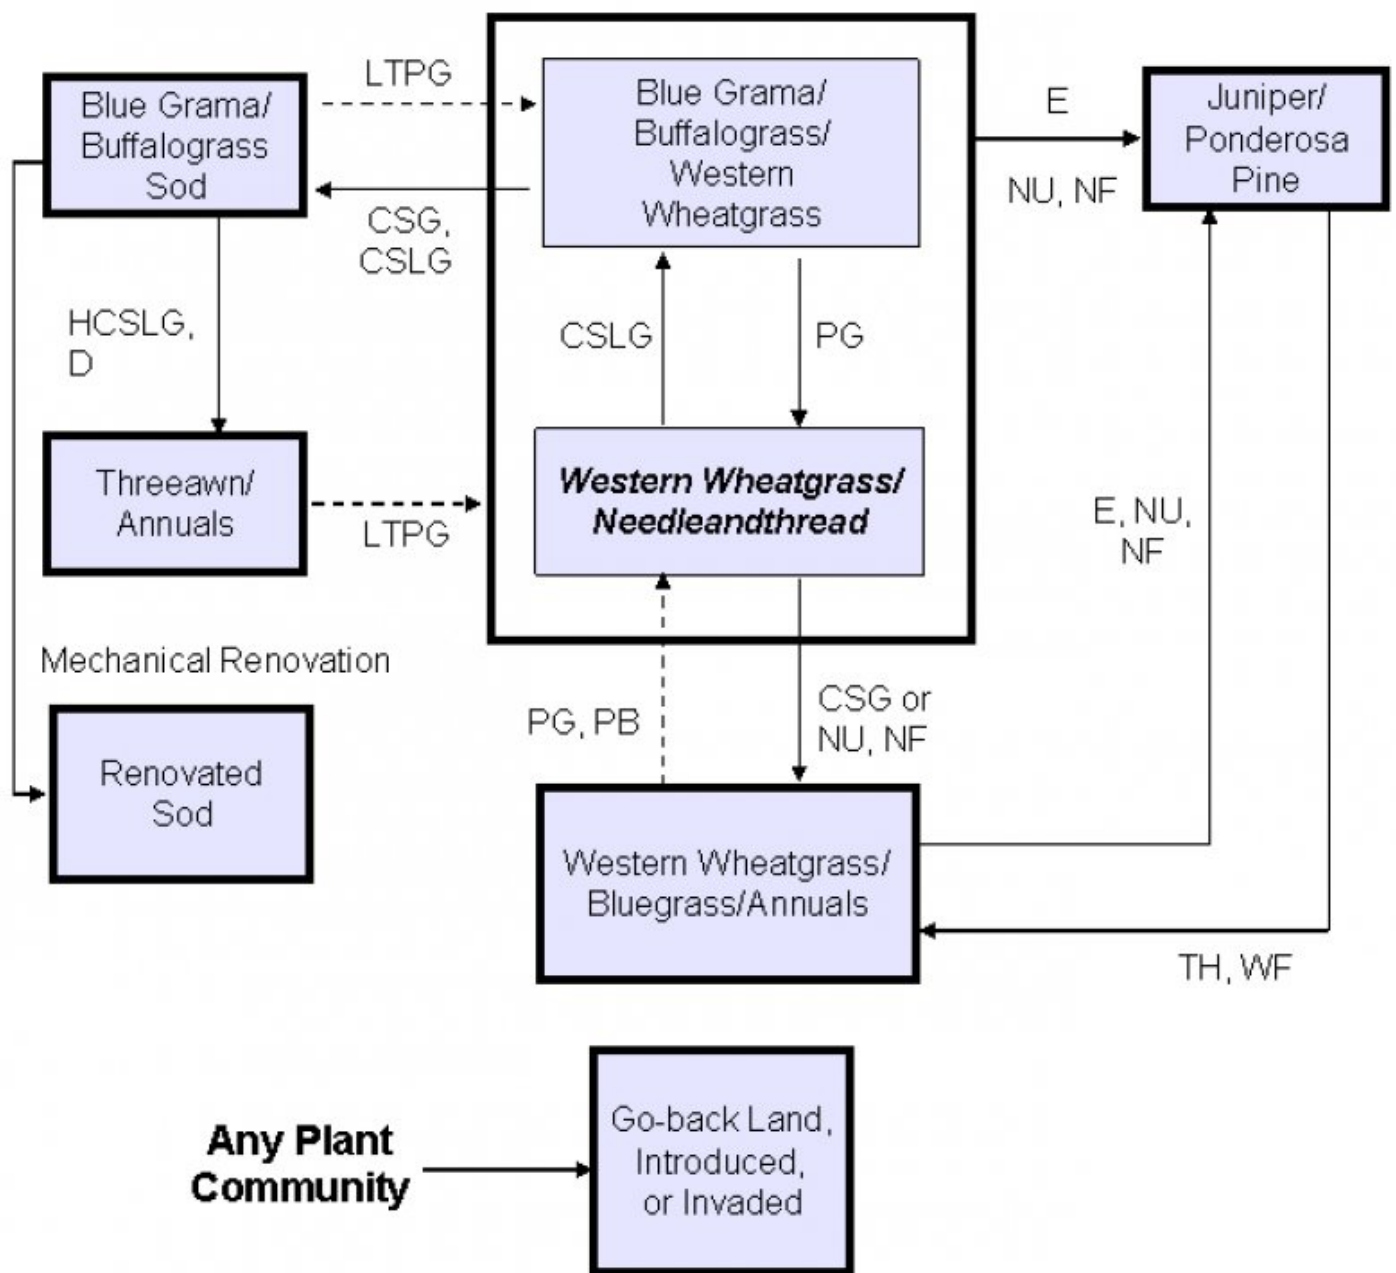 LTPG
Blue Grama/
Buffalograss
Sod
Blue Grama/
Buffalograss/
Western
Wheatgrass
E
NU, NF
Juniper/
Ponderosa
Pine
CSG,
CSLG
HCSLG,
D
CSLG
PG
Threeawn/
Annuals
LTPG
Western Wheatgrass/
Needleandthread
E, NU,
NF
Mechanical Renovation
Renovated
Sod
PG, PB
CSG or
NU, NF
Western Wheatgrass/
Bluegrass/Annuals
TH, WF
Any Plant
Community
Go-back Land,
Introduced,
or Invaded